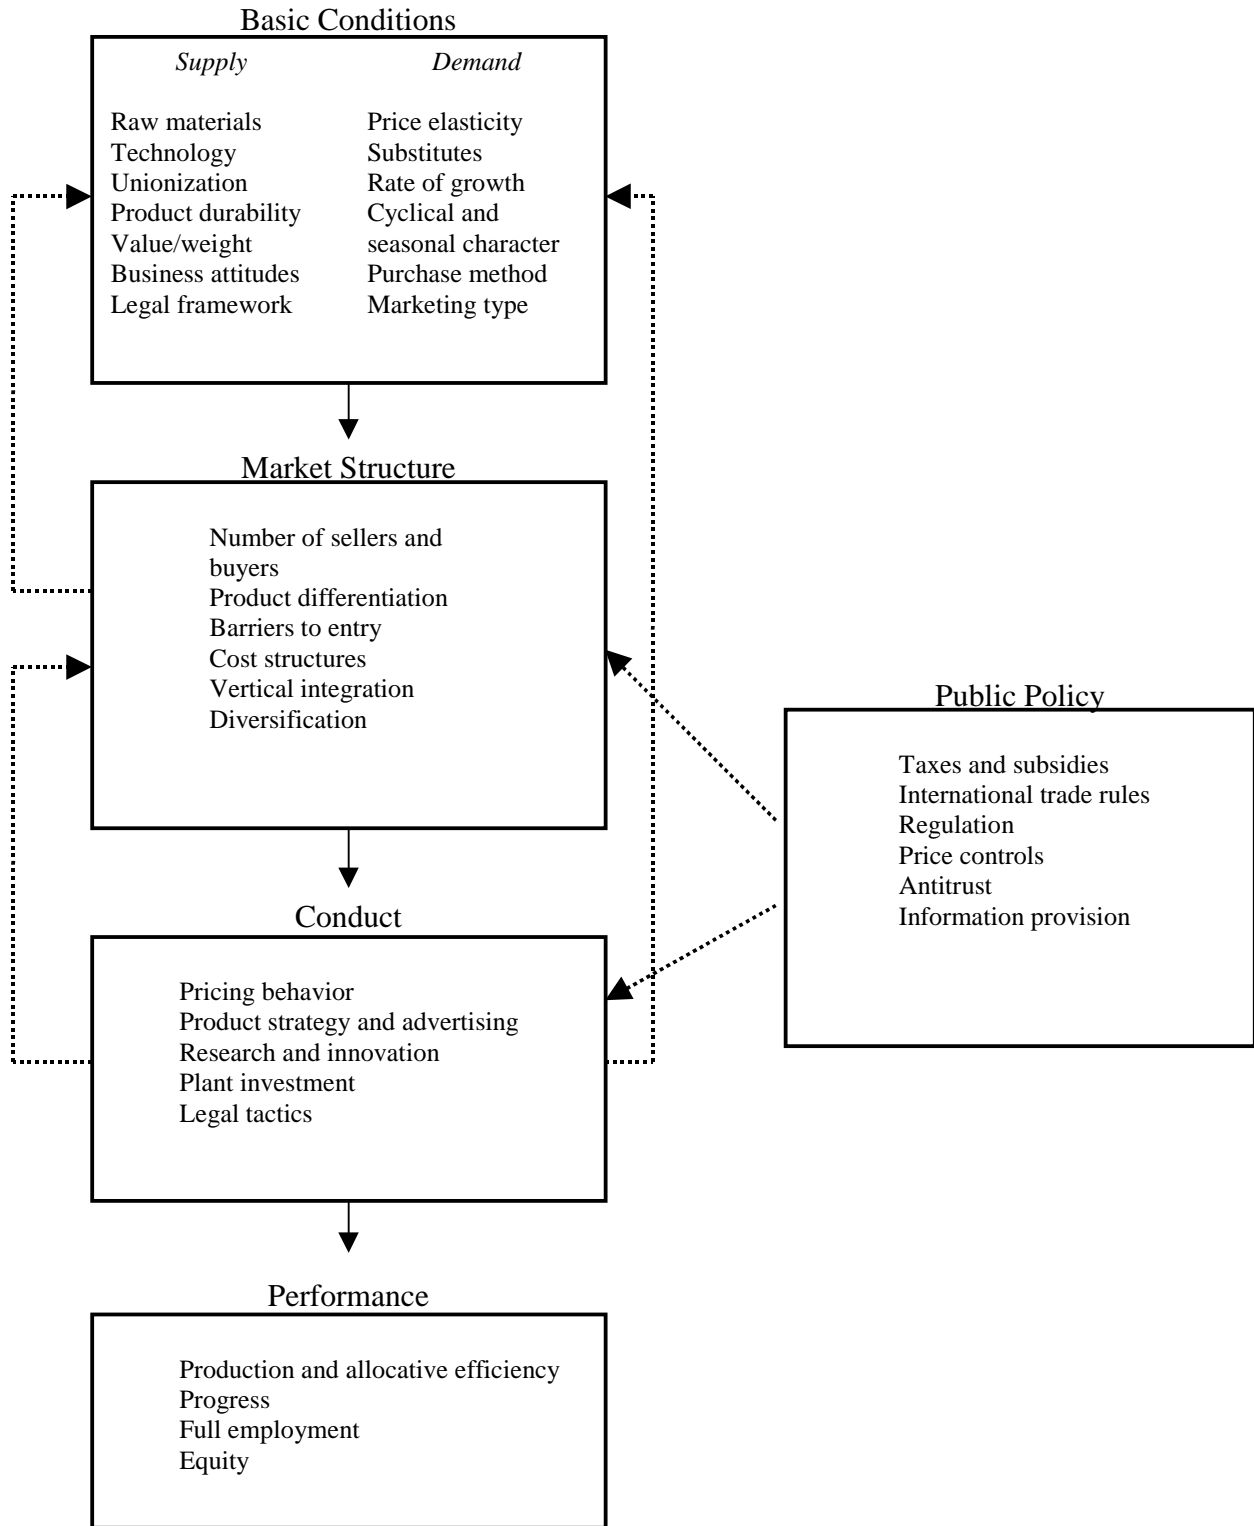 Basic Conditions
Supply
Demand
Raw materials
Technology
Unionization
Product durability
Value/weight
Business attitudes
Legal framework
Price elasticity
Substitutes
Rate of growth
Cyclical and
seasonal character
Purchase method
Marketing type
Market Structure
Number of sellers and
buyers
Product differentiation
Barriers to entry
Cost structures
Vertical integration
Diversification
Public Policy
Taxes and subsidies
International trade rules
Regulation
Price controls
Antitrust
Information provision
Conduct
Pricing behavior
Product strategy and advertising
Research and innovation
Plant investment
Legal tactics
Performance
Production and allocative efficiency
Progress
Full employment
Equity